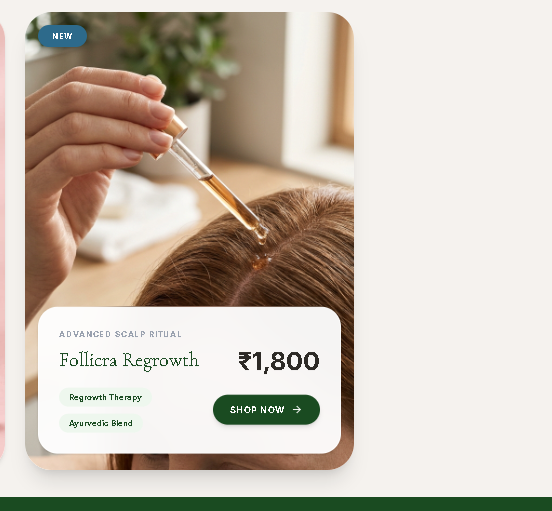 NEW
ADVANCED SCALP RITUAL
Follicra Regrowth
₹1,800
Regrowth Therapy
SHOP NOW →
Ayurvedic Blend